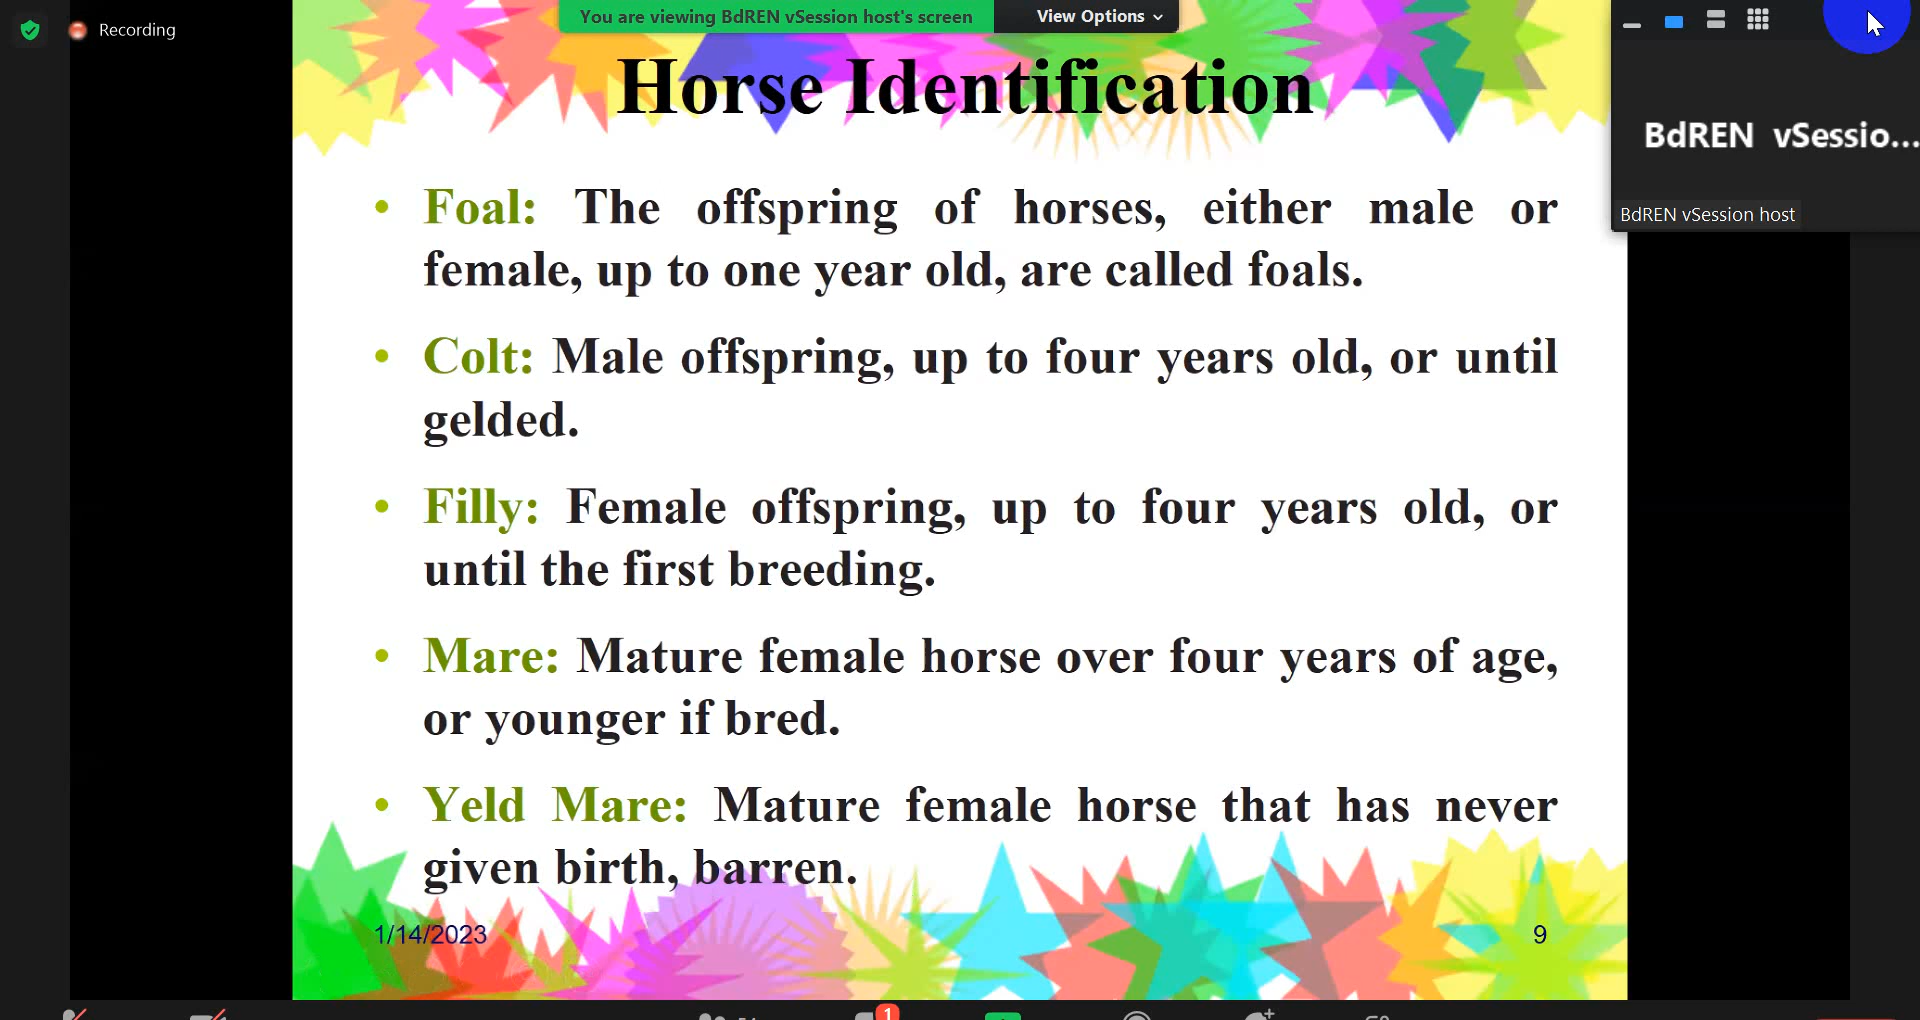 You are viewing BdREN vSession host's screen
View Options
Recording
BdREN vSessio...
BdREN vSession host
Horse Identification
• Foal: The offspring of horses, either male or
female, up to one year old, are called foals.
• Colt: Male offspring, up to four years old, or until
gelded.
• Filly: Female offspring, up to four years old, or
until the first breeding.
• Mare: Mature female horse over four years of age,
or younger if bred.
• Yeld Mare: Mature female horse that has never
given birth, barren.
1/14/2023
9
1